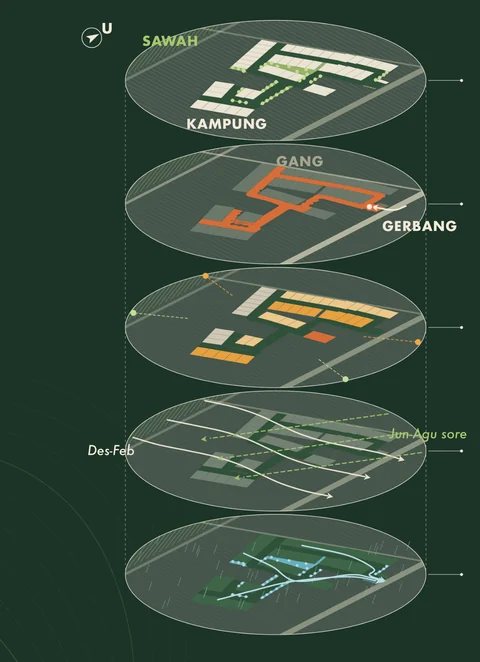 U
SAWAH
KAMPUNG
GANG
GERBANG
Des-Feb
Jun-Agu sore